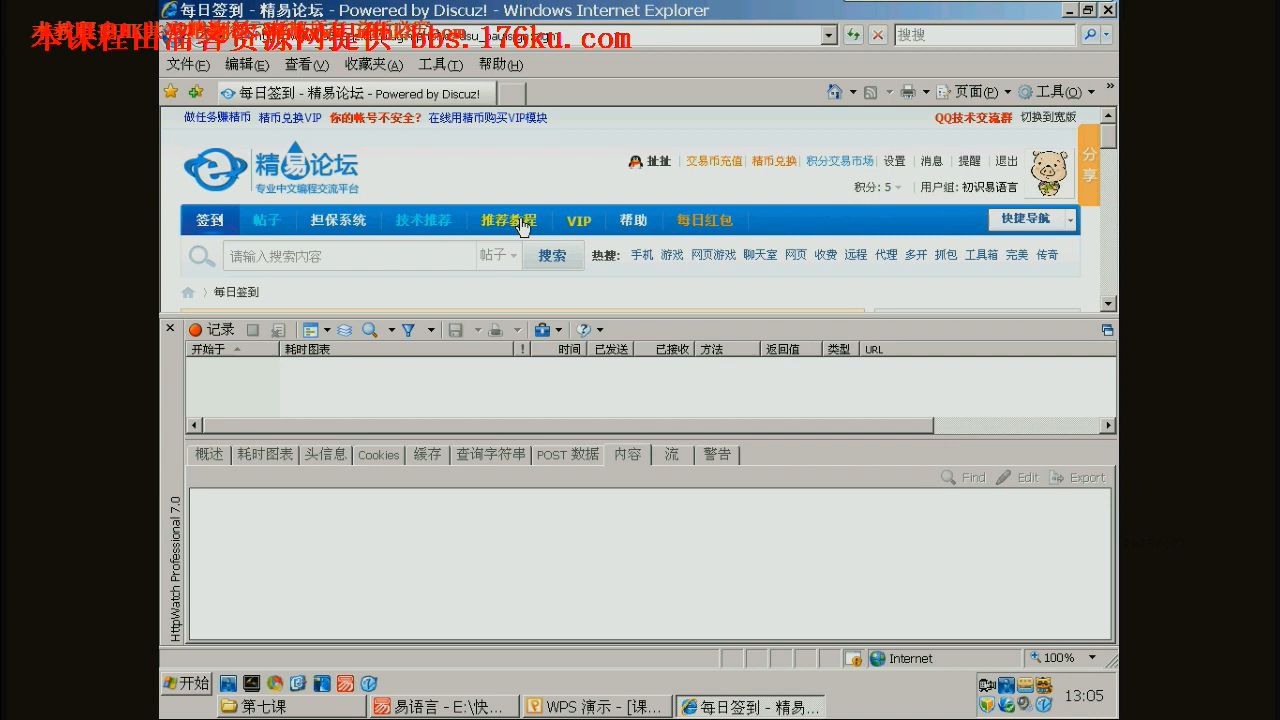 每日签到 - 精易论坛 - Powered by Discuz! - Windows Internet Explorer
本课程由潘客资源网提供 bbs.176ku.com
搜搜
文件(F) 编辑(E) 查看(V) 收藏夹(A) 工具(T) 帮助(H)
每日签到 - 精易论坛 - Powered by Discuz! 页面(P) 工具(O) »
做任务赚精币 精币兑换VIP 你的帐号不安全? 在线用精币购买VIP模块 QQ技术交流群 切换到宽版
精易论坛
专业中文编程交流平台
扯扯 交易币充值 精币兑换 积分交易市场 设置 消息 提醒 退出
积分: 5 用户组: 初识易语言
分享
签到 帖子 担保系统 技术推荐 推荐教程 VIP 帮助 每日红包 快捷导航
请输入搜索内容 帖子 搜索 热搜: 手机 游戏 网页游戏 聊天室 网页 收费 远程 代理 多开 抓包 工具箱 完美 传奇
每日签到
记录
开始于 耗时图表 ! 时间 已发送 已接收 方法 返回值 类型 URL
概述 耗时图表 头信息 Cookies 缓存 查询字符串 POST 数据 内容 流 警告
Find Edit Export
HttpWatch Professional 7.0
Internet 100%
开始
第七课 易语言 - E:\快... WPS 演示 - [课... 每日签到 - 精易... 13:05